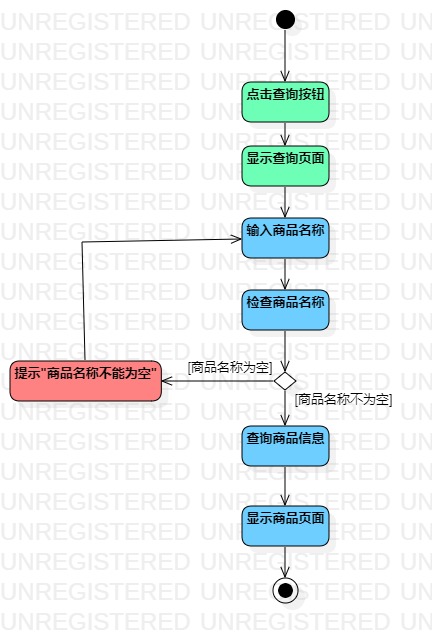 点击查询按钮
显示查询页面
输入商品名称
检查商品名称
[商品名称为空]
提示"商品名称不能为空"
[商品名称不为空]
查询商品信息
显示商品页面
UNREGISTERED